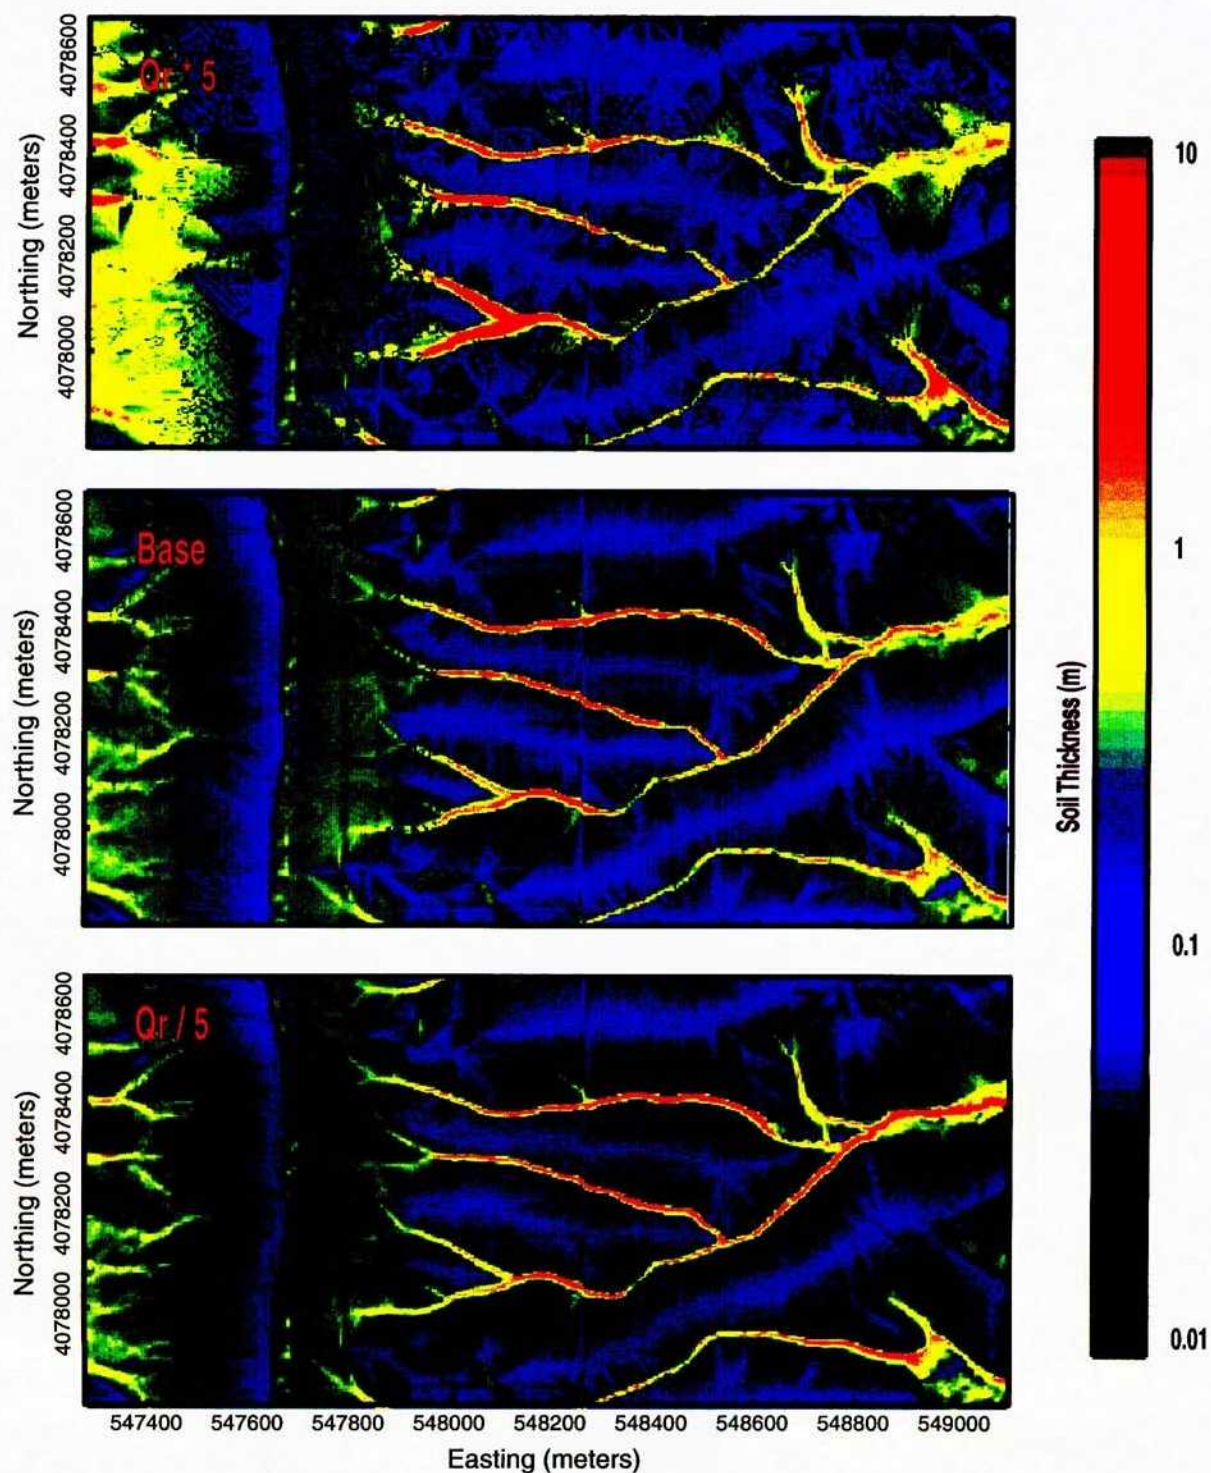 Qr * 5
4078600
4078400
4078200
4078000
Northing (meters)
Base
4078600
4078400
4078200
4078000
Northing (meters)
Qr / 5
4078600
4078400
4078200
4078000
Northing (meters)
547400 547600 547800 548000 548200 548400 548600 548800 549000
Easting (meters)
10
1
0.1
0.01
Soil Thickness (m)